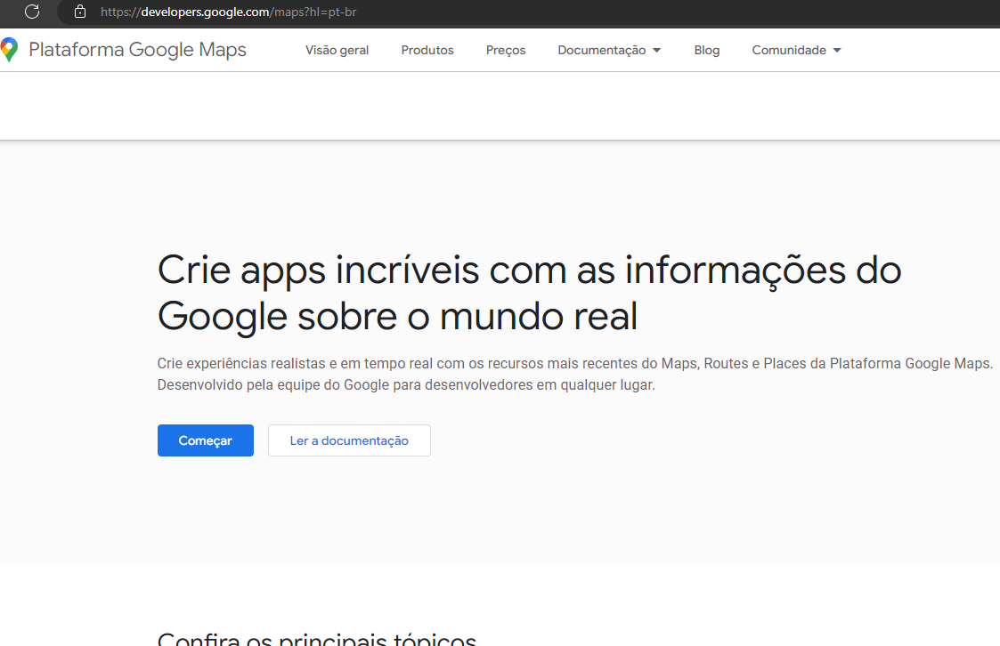 https://developers.google.com/maps?hl=pt-br
Plataforma Google Maps Visão geral Produtos Preços Documentação Blog Comunidade
Crie apps incríveis com as informações do
Google sobre o mundo real
Crie experiências realistas e em tempo real com os recursos mais recentes do Maps, Routes e Places da Plataforma Google Maps.
Desenvolvido pela equipe do Google para desenvolvedores em qualquer lugar.
Começar Ler a documentação
Confira os principais tópicos